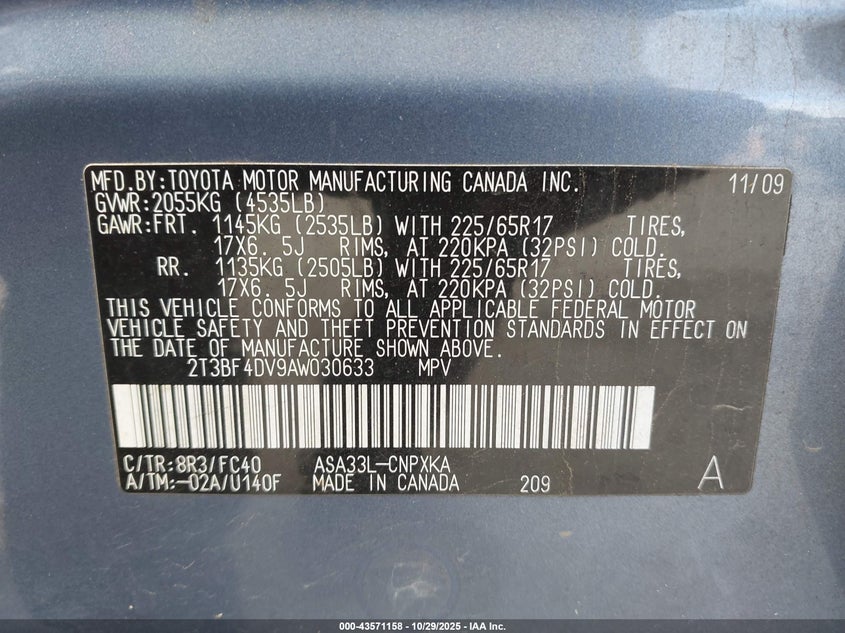 MFD.BY:TOYOTA MOTOR MANUFACTURING CANADA INC. 11/09
GVWR:2055KG (4535LB)
GAWR:FRT. 1145KG (2535LB) WITH 225/65R17 TIRES,
17X6. 5J RIMS, AT 220KPA (32PSI) COLD.
RR. 1135KG (2505LB) WITH 225/65R17 TIRES,
17X6. 5J RIMS, AT 220KPA (32PSI) COLD.
THIS VEHICLE CONFORMS TO ALL APPLICABLE FEDERAL MOTOR
VEHICLE SAFETY AND THEFT PREVENTION STANDARDS IN EFFECT ON
THE DATE OF MANUFACTURE SHOWN ABOVE.
2T3BF4DV9AW030633 MPV
C/TR:8R3/FC40 ASA33L-CNPXKA
A/TM:-02A/U140F MADE IN CANADA 209 A
000-43571158 - 10/29/2025 - IAA Inc.